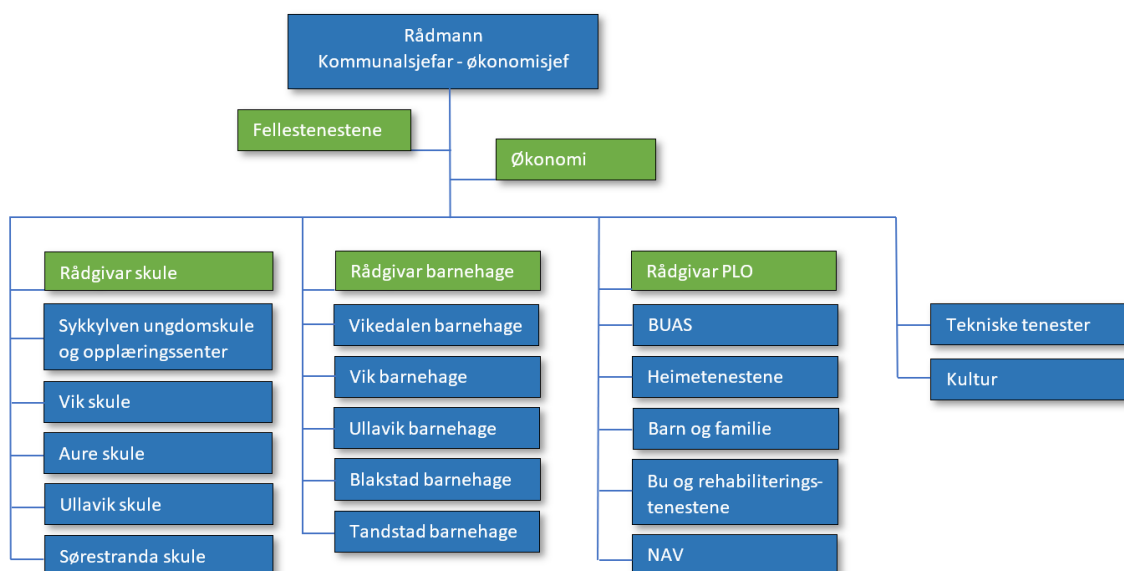 Rådmann
Kommunalsjefar - økonomisjef
Fellestenestene
Økonomi
Rådgivar skule
Sykkylven ungdomskule
og opplæringssenter
Vik skule
Aure skule
Ullavik skule
Sørestranda skule
Rådgivar barnehage
Vikedalen barnehage
Vik barnehage
Ullavik barnehage
Blakstad barnehage
Tandstad barnehage
Rådgivar PLO
BUAS
Heimetenestene
Barn og familie
Bu og rehabiliterings-
tenestene
NAV
Tekniske tenester
Kultur